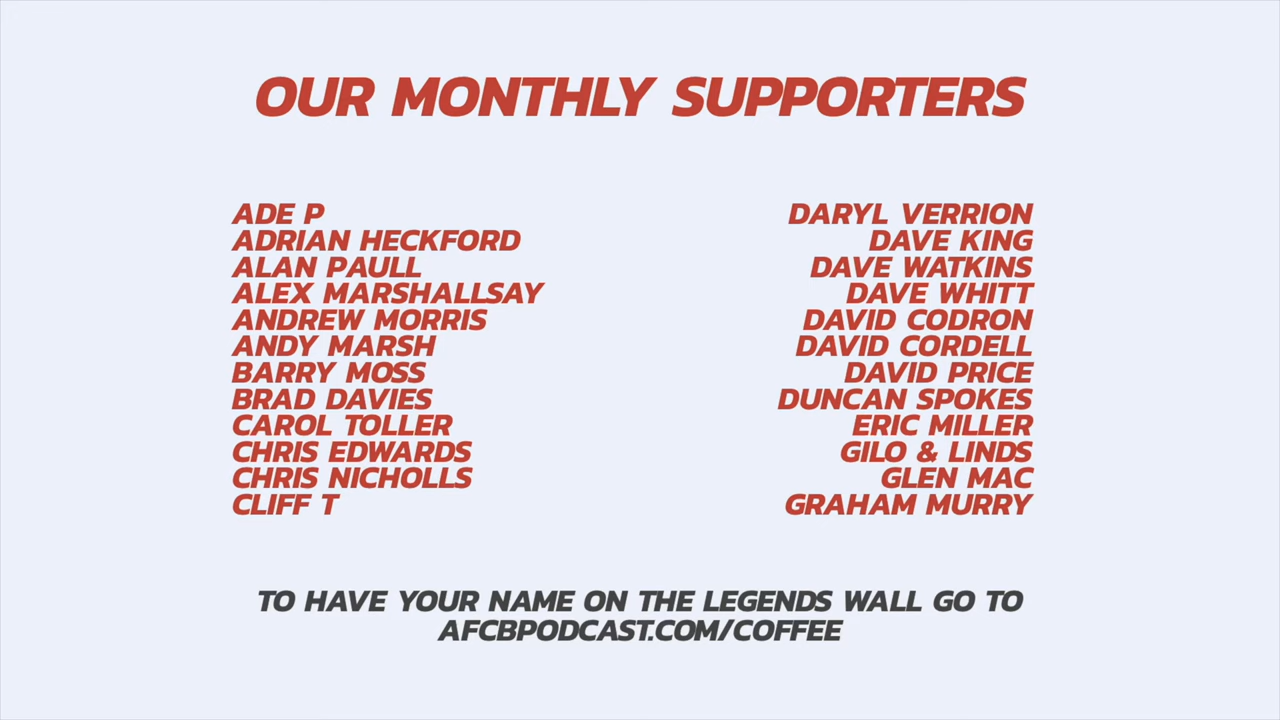 OUR MONTHLY SUPPORTERS
ADE P
ADRIAN HECKFORD
ALAN PAULL
ALEX MARSHALLSAY
ANDREW MORRIS
ANDY MARSH
BARRY MOSS
BRAD DAVIES
CAROL TOLLER
CHRIS EDWARDS
CHRIS NICHOLLS
CLIFF T
DARYL VERRION
DAVE KING
DAVE WATKINS
DAVE WHITT
DAVID CODRON
DAVID CORDELL
DAVID PRICE
DUNCAN SPOKES
ERIC MILLER
GILO & LINDS
GLEN MAC
GRAHAM MURRY
TO HAVE YOUR NAME ON THE LEGENDS WALL GO TO
AFCBPODCAST.COM/COFFEE